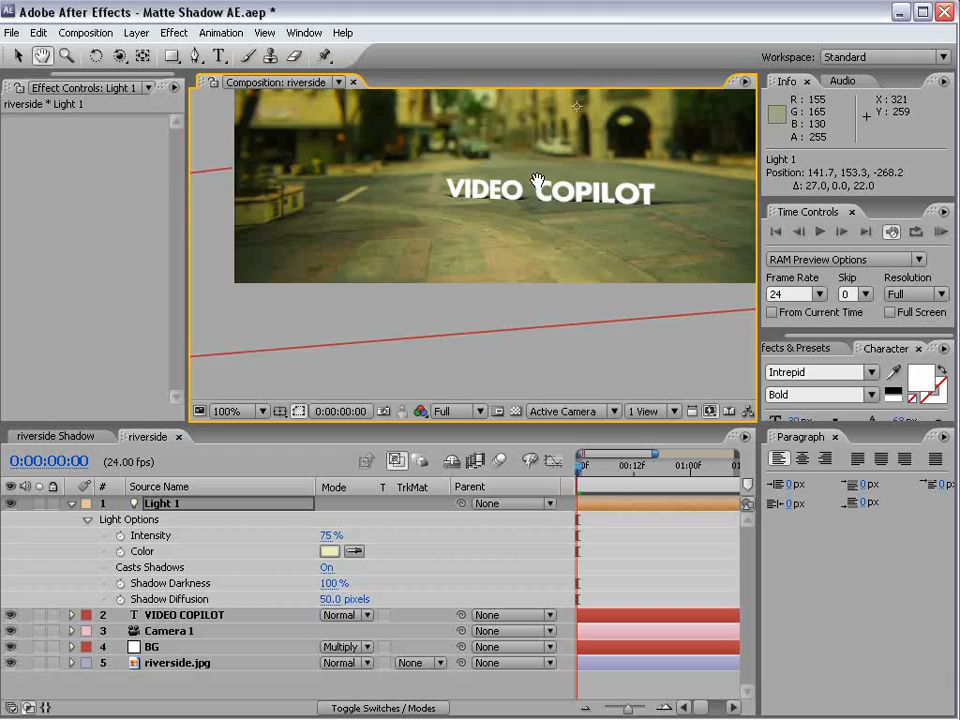 Adobe After Effects - Matte Shadow AE.aep *
File Edit Composition Layer Effect Animation View Window Help
Workspace: Standard
Effect Controls: Light 1
riverside * Light 1
Composition: riverside
VIDEO COPILOT
100% 0:00:00:00 Full Active Camera 1 View
Info Audio
R : 155
G : 165
B : 130
A : 255
X : 321
Y : 259
Light 1
Position: 141.7, 153.3, -268.2
Δ: 27.0, 0.0, 22.0
Time Controls
RAM Preview Options
Frame Rate Skip Resolution
24 0 Full
From Current Time Full Screen
ffects & Presets Character
Intrepid
Bold
riverside Shadow riverside
0:00:00:00 (24.00 fps)
0f 00:12f 01:00f 01
# Source Name Mode T TrkMat Parent
1 Light 1 None
Light Options
Intensity 75 %
Color
Casts Shadows On
Shadow Darkness 100 %
Shadow Diffusion 50.0 pixels
2 T VIDEO COPILOT Normal None
3 Camera 1 None
4 BG Multiply None
5 riverside.jpg Normal None None
Toggle Switches / Modes
Paragraph
0 px 0 px 0 px
0 px 0 px